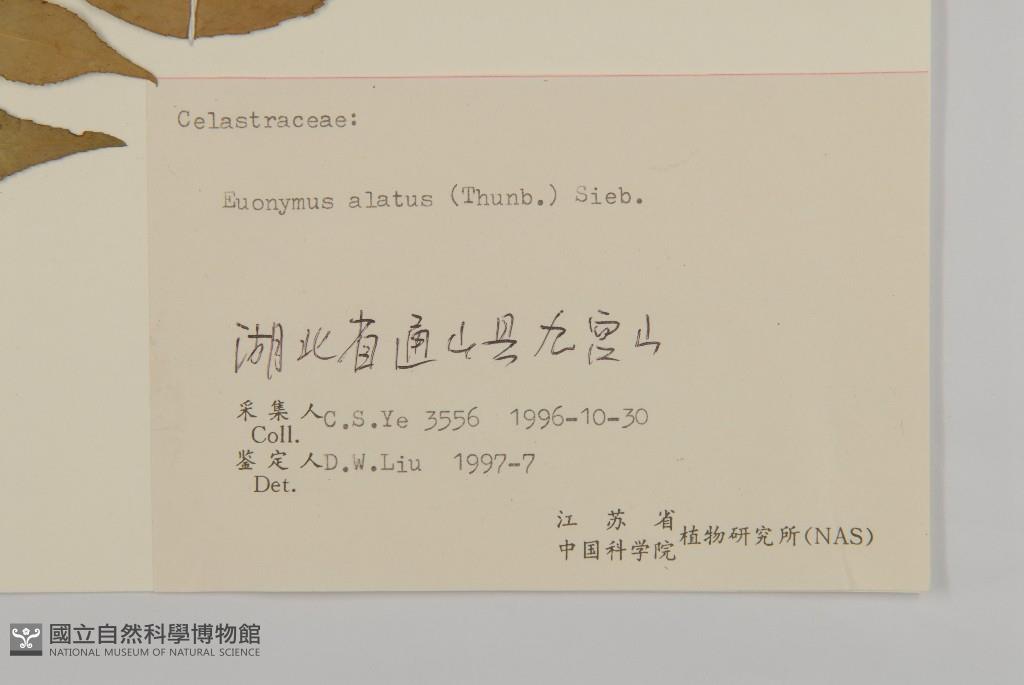 Celastraceae:
Euonymus alatus (Thunb.) Sieb.
湖北省通山县九宫山
采集人C.S.Ye 3556 1996-10-30
Coll.
鉴定人D.W.Liu 1997-7
Det.
江苏省
中国科学院
植物研究所(NAS)
國立自然科學博物館
NATIONAL MUSEUM OF NATURAL SCIENCE